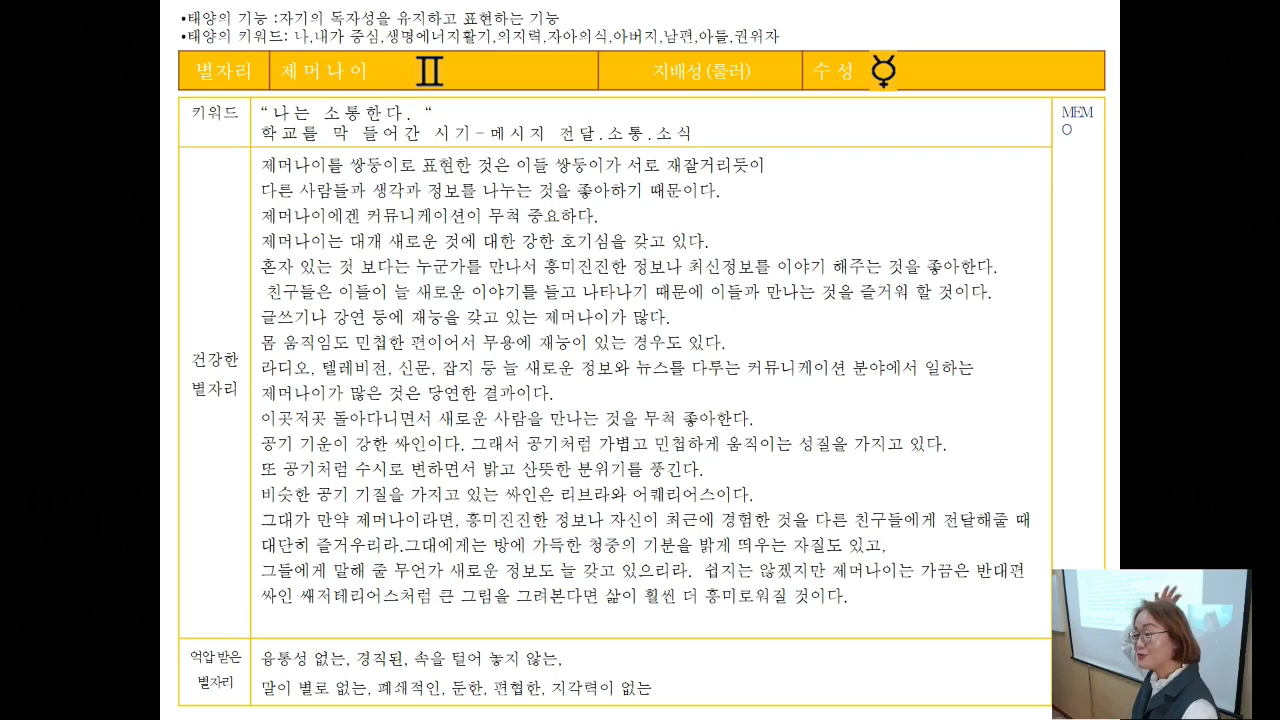 •태양의 기능 :자기의 독자성을 유지하고 표현하는 기능
•태양의 키워드: 나,내가 중심,생명에너지활기,의지력,자아의식,아버지,남편,아들,권위자
별자리 제머나이 지배성(룰러) 수성
키워드
“나는 소통한다. “
학교를 막 들어간 시기-메시지 전달.소통.소식
MEM
O
건강한
별자리
제머나이를 쌍둥이로 표현한 것은 이들 쌍둥이가 서로 재잘거리듯이
다른 사람들과 생각과 정보를 나누는 것을 좋아하기 때문이다.
제머나이에겐 커뮤니케이션이 무척 중요하다.
제머나이는 대개 새로운 것에 대한 강한 호기심을 갖고 있다.
혼자 있는 것 보다는 누군가를 만나서 흥미진진한 정보나 최신정보를 이야기 해주는 것을 좋아한다.
친구들은 이들이 늘 새로운 이야기를 들고 나타나기 때문에 이들과 만나는 것을 즐거워 할 것이다.
글쓰기나 강연 등에 재능을 갖고 있는 제머나이가 많다.
몸 움직임도 민첩한 편이어서 무용에 재능이 있는 경우도 있다.
라디오, 텔레비전, 신문, 잡지 등 늘 새로운 정보와 뉴스를 다루는 커뮤니케이션 분야에서 일하는
제머나이가 많은 것은 당연한 결과이다.
이곳저곳 돌아다니면서 새로운 사람을 만나는 것을 무척 좋아한다.
공기 기운이 강한 싸인이다. 그래서 공기처럼 가볍고 민첩하게 움직이는 성질을 가지고 있다.
또 공기처럼 수시로 변하면서 밝고 산뜻한 분위기를 풍긴다.
비슷한 공기 기질을 가지고 있는 싸인은 리브라와 어퀘리어스이다.
그대가 만약 제머나이라면, 흥미진진한 정보나 자신이 최근에 경험한 것을 다른 친구들에게 전달해줄 때
대단히 즐거우리라.그대에게는 방에 가득한 청중의 기분을 밝게 띄우는 자질도 있고,
그들에게 말해 줄 무언가 새로운 정보도 늘 갖고 있으리라. 쉽지는 않겠지만 제머나이는 가끔은 반대편
싸인 쌔저테리어스처럼 큰 그림을 그려본다면 삶이 훨씬 더 흥미로워질 것이다.
억압 받은
별자리
융통성 없는, 경직된, 속을 털어 놓지 않는,
말이 별로 없는, 폐쇄적인, 둔한, 편협한, 지각력이 없는